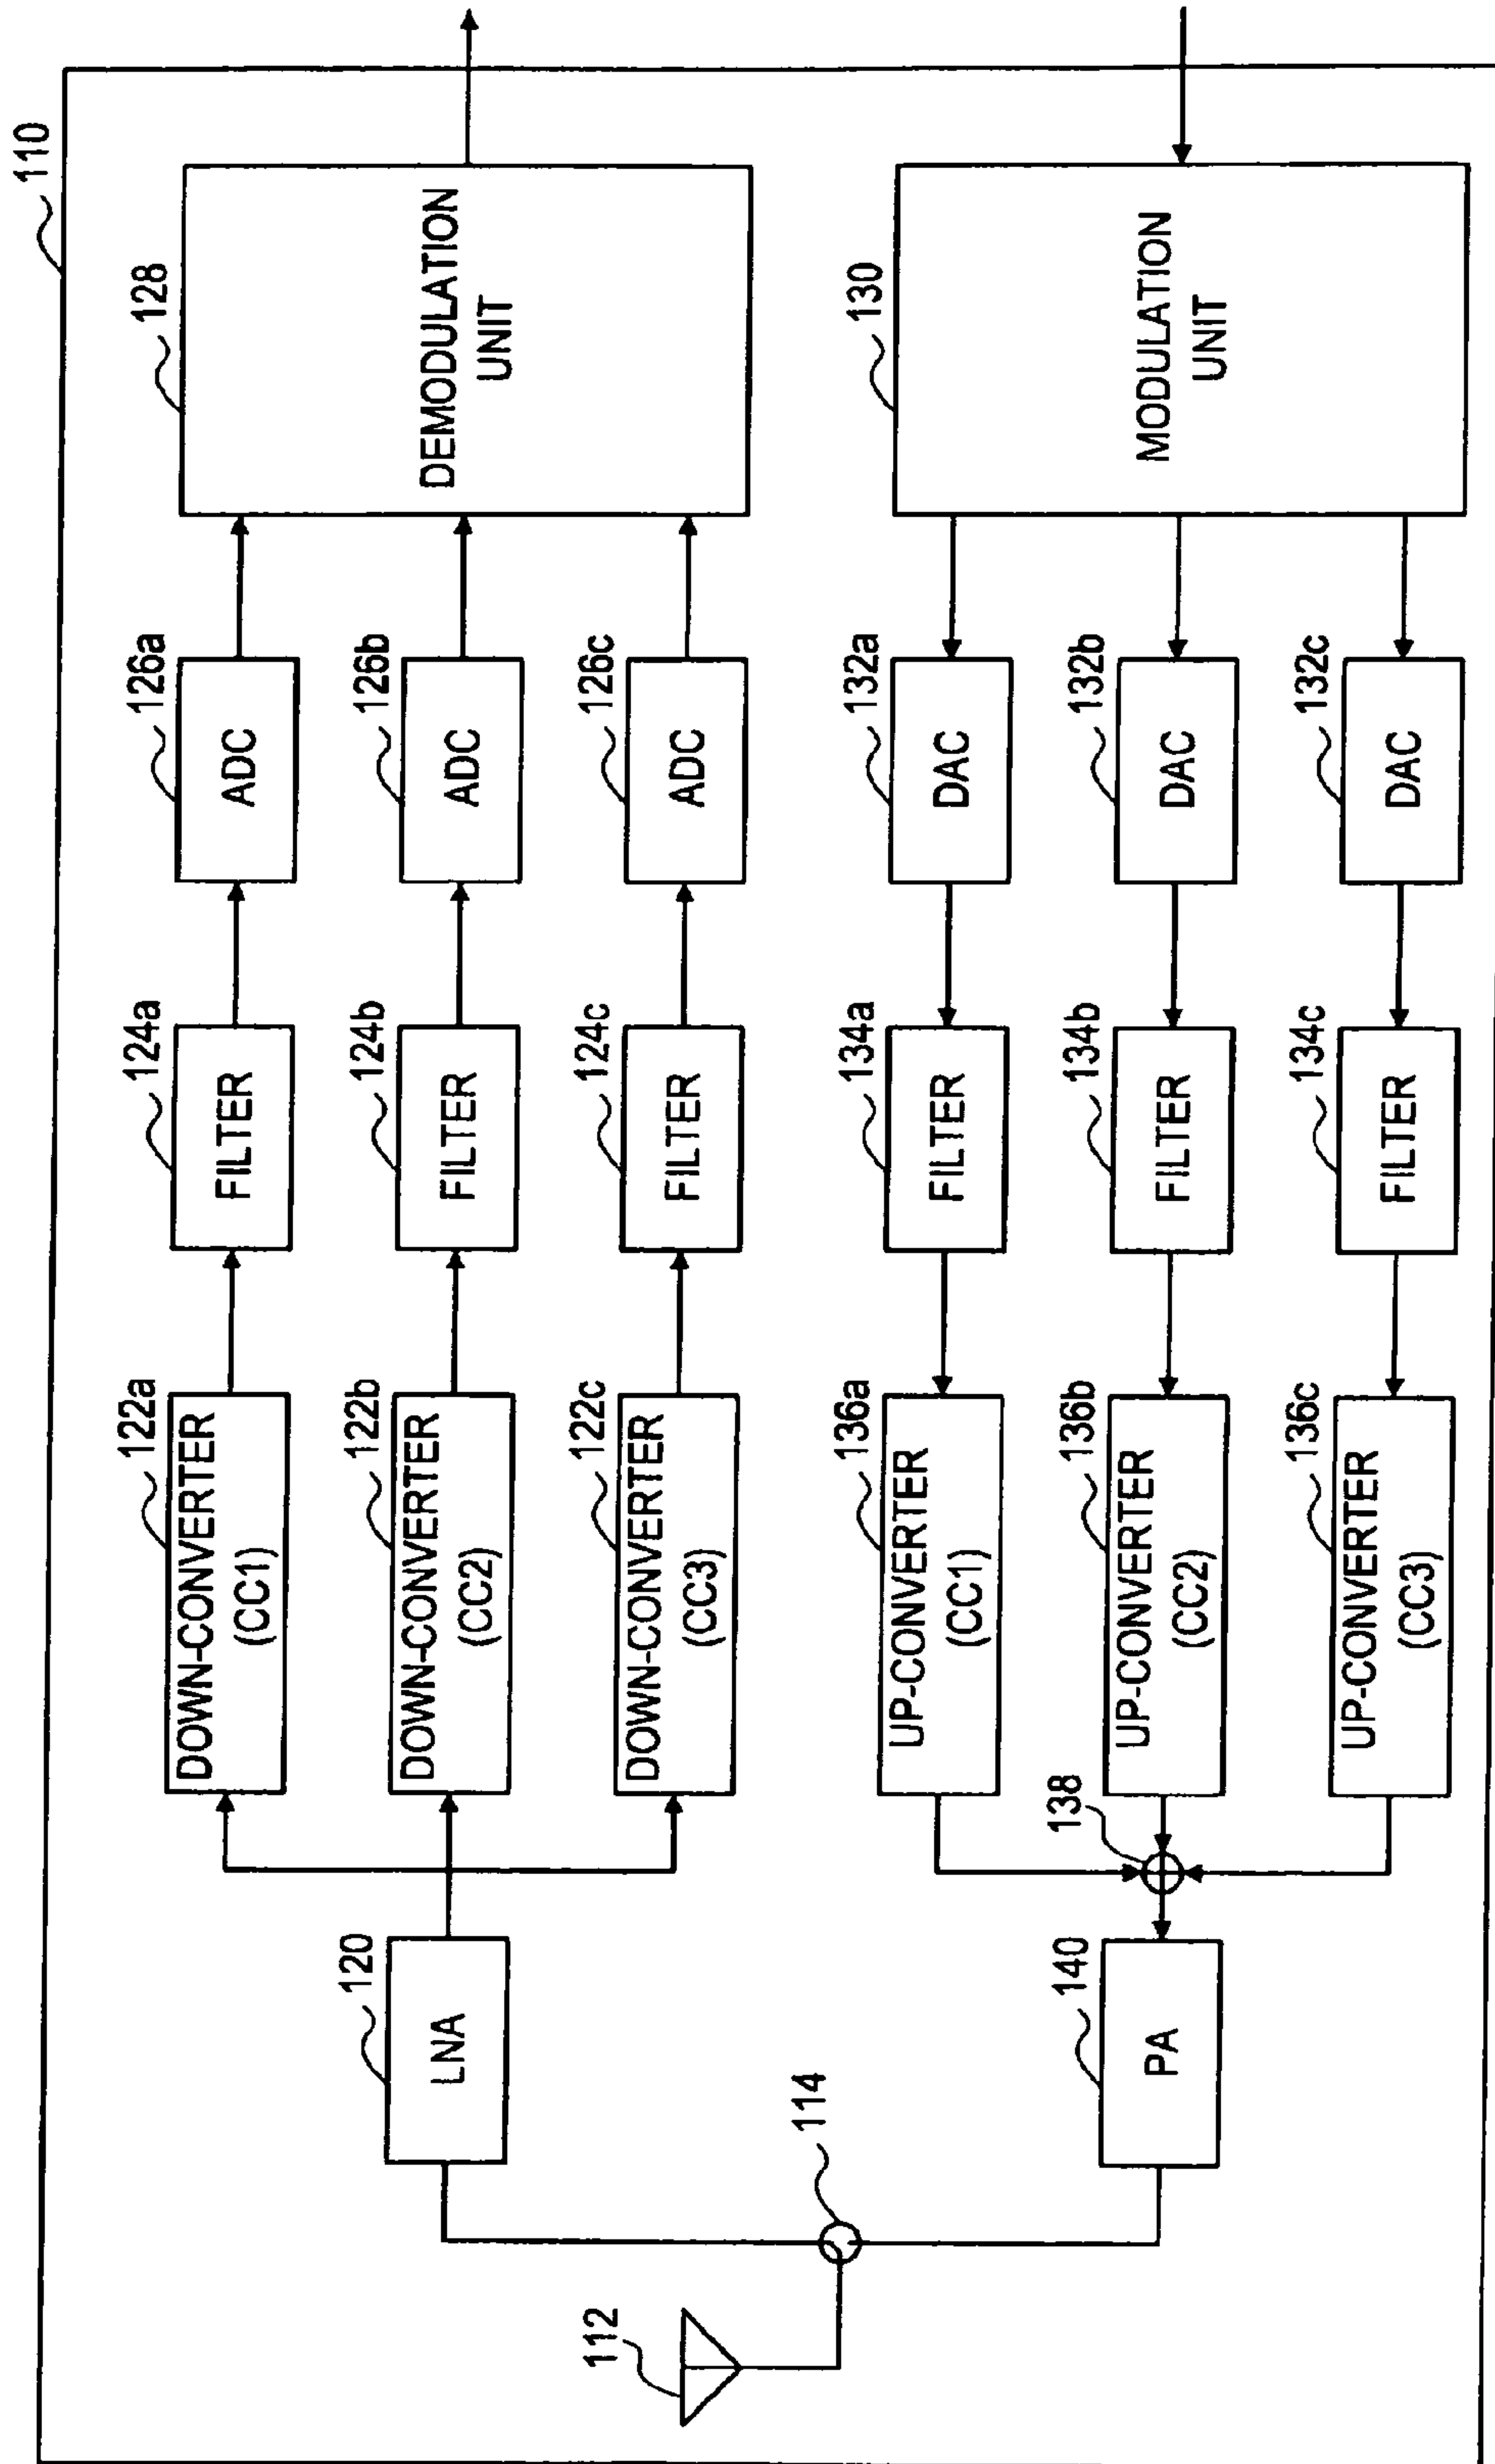 110
112
114
120
LNA
122a
DOWN-CONVERTER
(CC1)
124a
FILTER
126a
ADC
122b
DOWN-CONVERTER
(CC2)
124b
FILTER
126b
ADC
122c
DOWN-CONVERTER
(CC3)
124c
FILTER
126c
ADC
128
DEMODULATION
UNIT
140
PA
138
136a
UP-CONVERTER
(CC1)
134a
FILTER
132a
DAC
136b
UP-CONVERTER
(CC2)
134b
FILTER
132b
DAC
136c
UP-CONVERTER
(CC3)
134c
FILTER
132c
DAC
130
MODULATION
UNIT